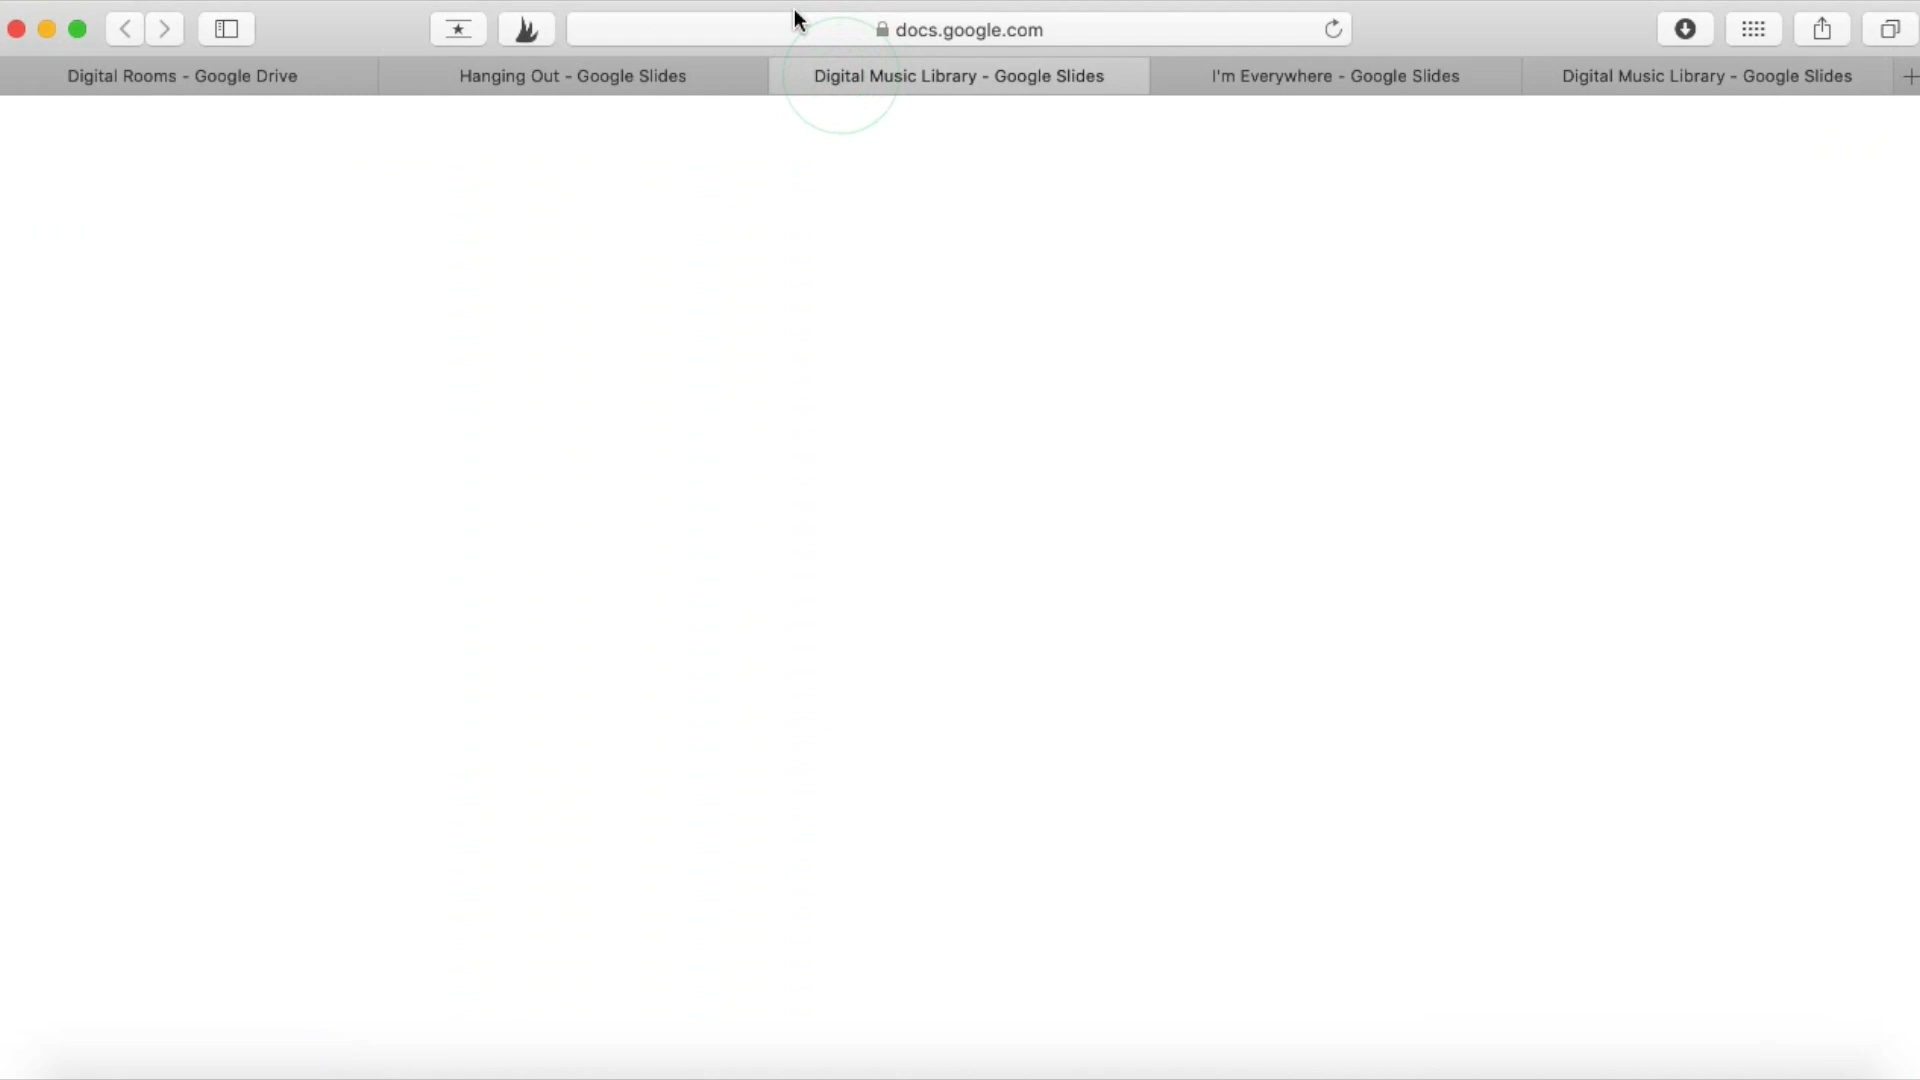 docs.google.com
Digital Rooms - Google Drive
Hanging Out - Google Slides
Digital Music Library - Google Slides
I'm Everywhere - Google Slides
Digital Music Library - Google Slides